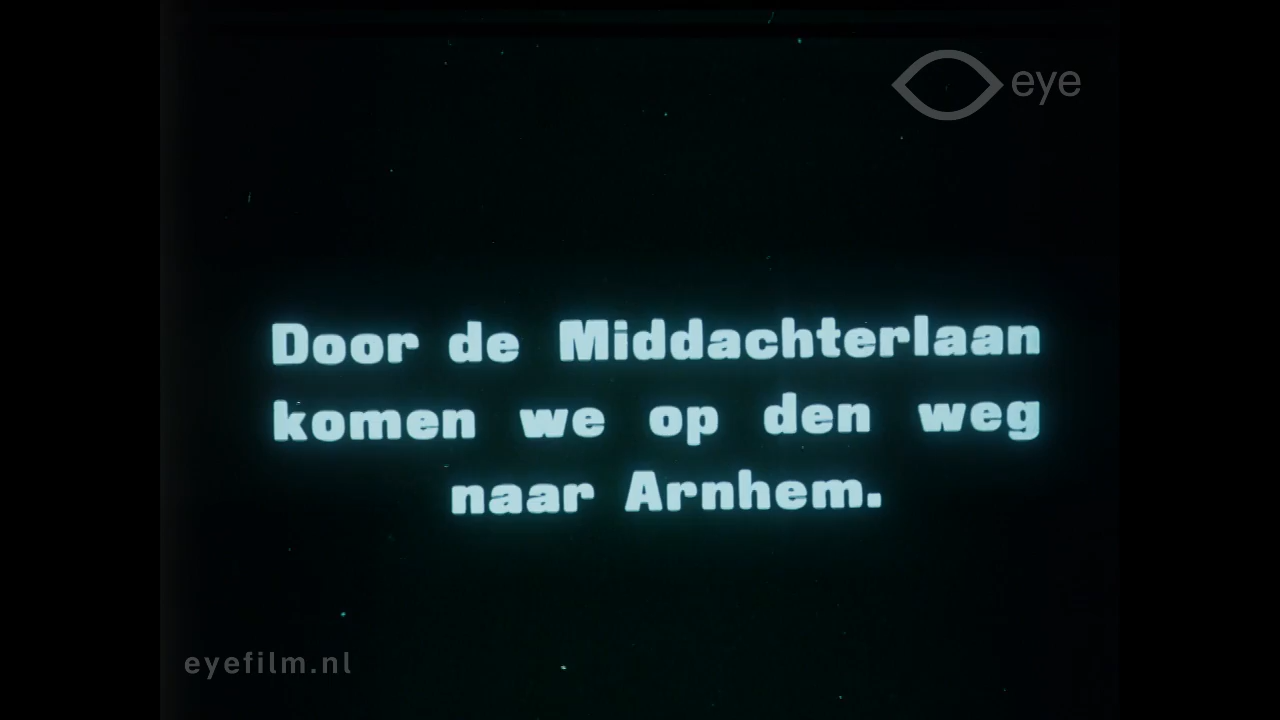 eye
Door de Middachterlaan
komen we op den weg
naar Arnhem.
eyefilm.nl